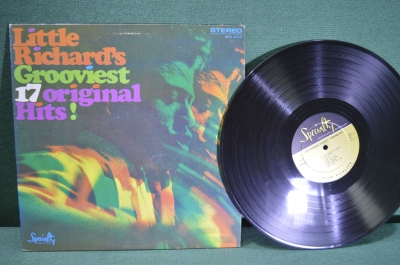 STEREO
Little
Richard's
Grooviest
17 original
Hits!
Specialty
Specialty